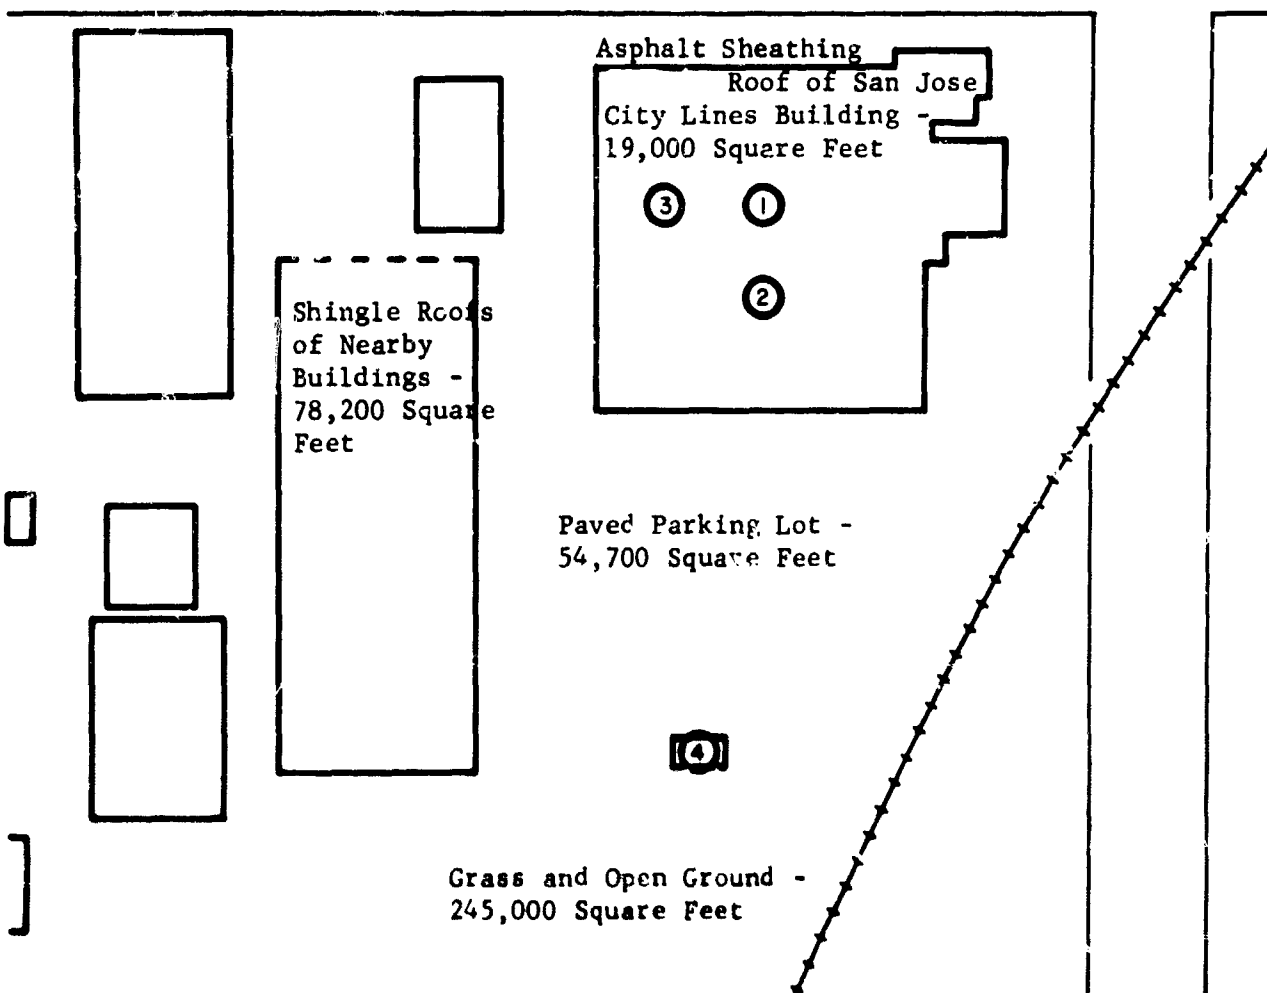 Asphalt Sheathing
Roof of San Jose
City Lines Building -
19,000 Square Feet
3 1
2
Shingle Roofs
of Nearby
Buildings -
78,200 Square
Feet
Paved Parking Lot -
54,700 Square Feet
4
Grass and Open Ground -
245,000 Square Feet